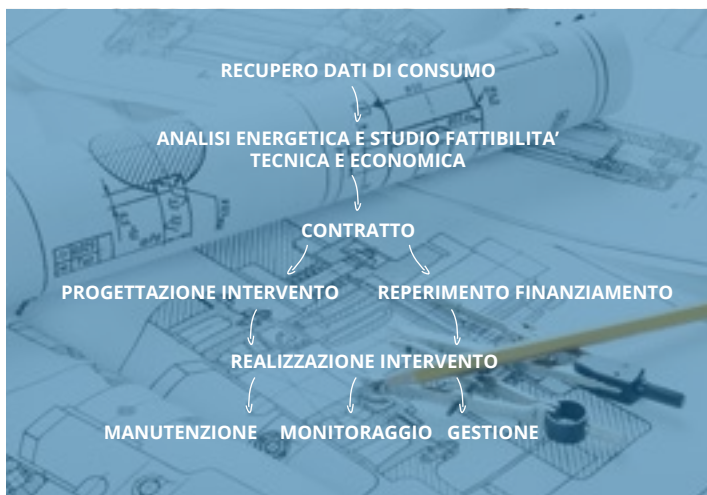 RECUPERO DATI DI CONSUMO
ANALISI ENERGETICA E STUDIO FATTIBILITA'
TECNICA E ECONOMICA
CONTRATTO
PROGETTAZIONE INTERVENTO REPERIMENTO FINANZIAMENTO
REALIZZAZIONE INTERVENTO
MANUTENZIONE MONITORAGGIO GESTIONE